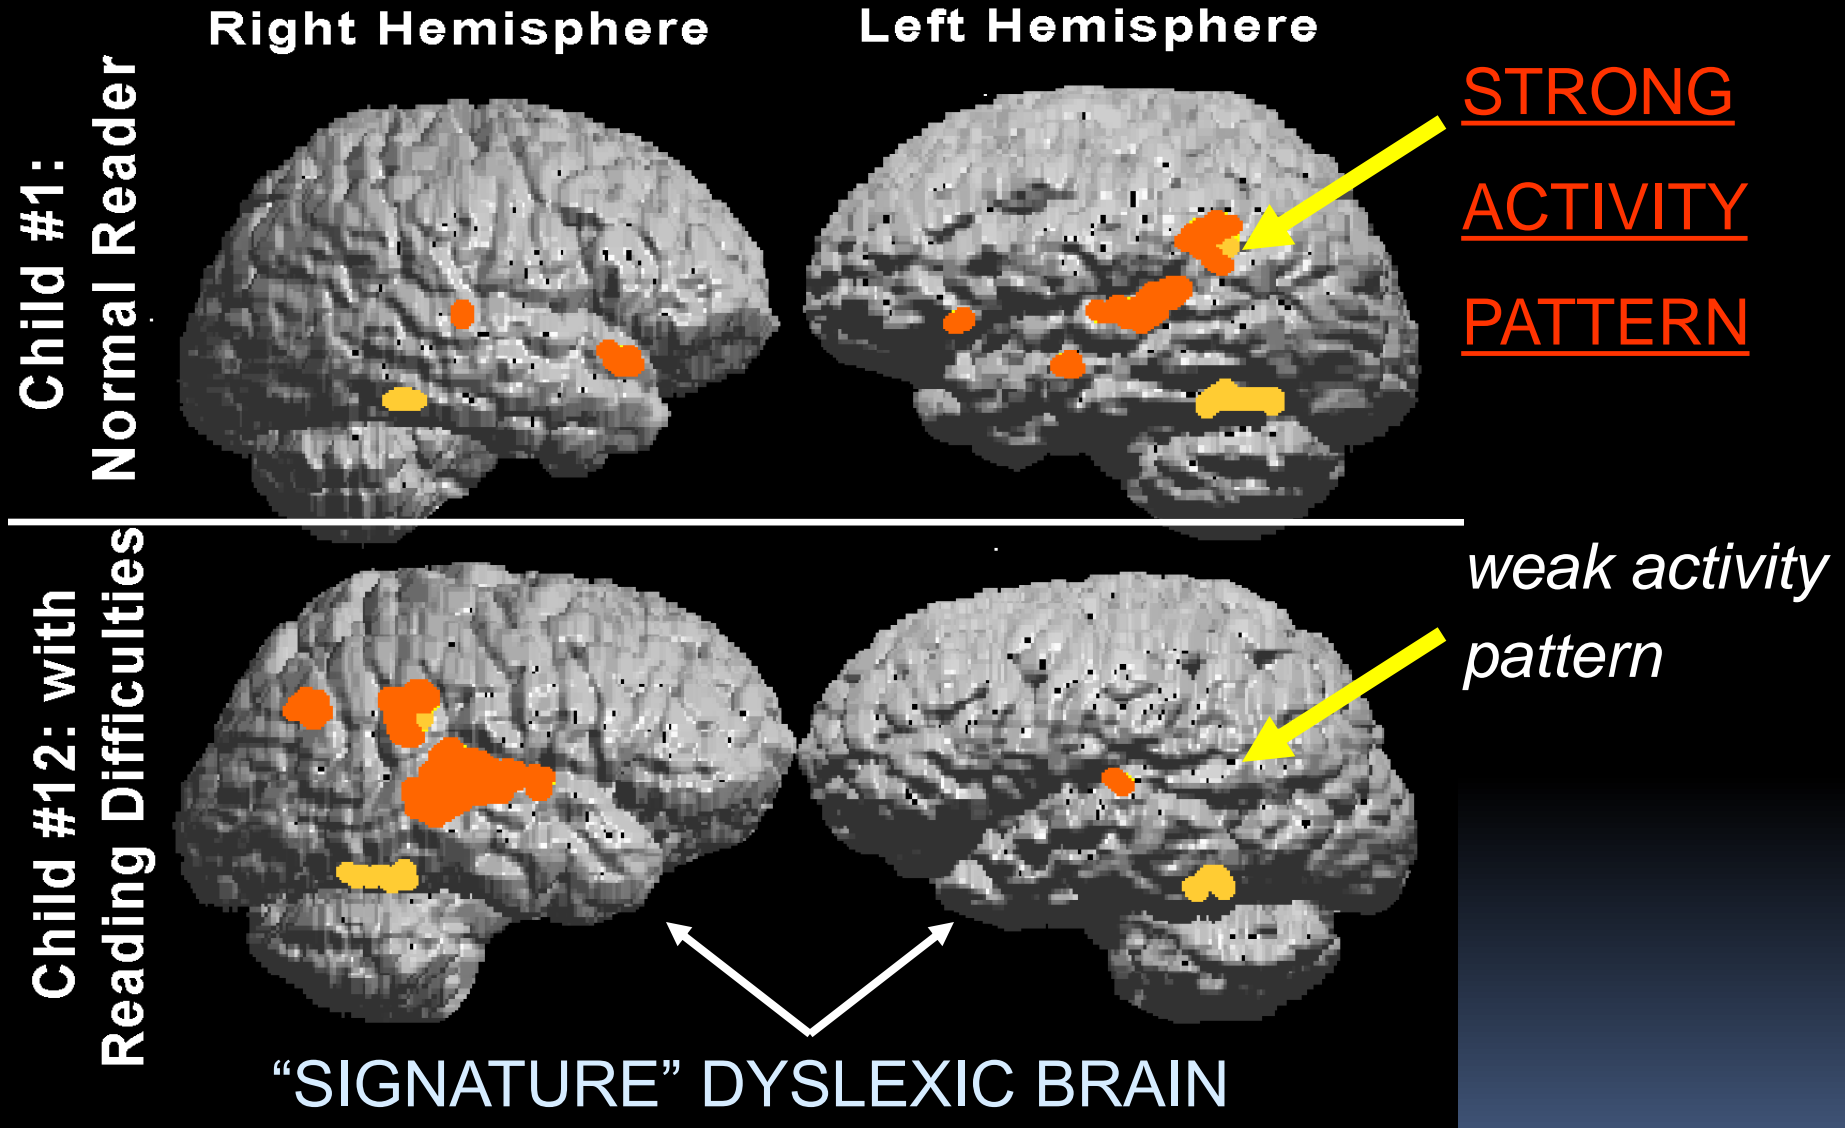 Right Hemisphere
Left Hemisphere
Child #1:
Normal Reader
STRONG
ACTIVITY
PATTERN
Child #12: with
Reading Difficulties
weak activity
pattern
“SIGNATURE” DYSLEXIC BRAIN